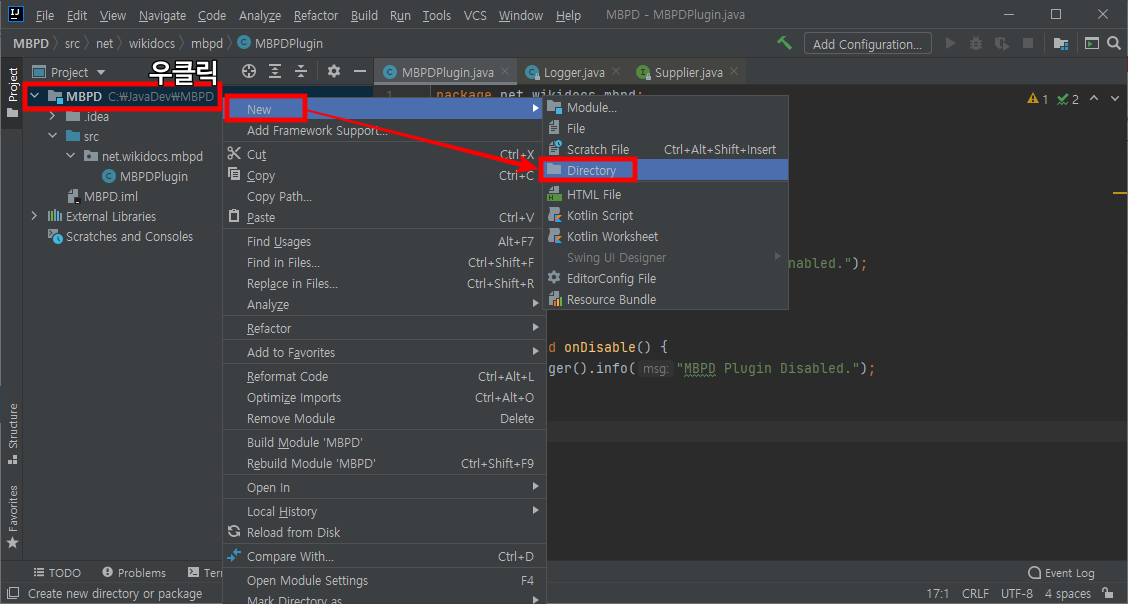 File Edit View Navigate Code Analyze Refactor Build Run Tools VCS Window Help MBPD - MBPDPlugin.java
MBPD src net wikidocs mbpd MBPDPlugin Add Configuration...
Project 우클릭 MBPDPlugin.java Logger.java Supplier.java
Project
Structure
Favorites
MBPD C:₩JavaDev₩MBPD
.idea
src
net.wikidocs.mbpd
MBPDPlugin
MBPD.iml
External Libraries
Scratches and Consoles
New
Add Framework Support...
Cut Ctrl+X
Copy Ctrl+C
Copy Path...
Paste Ctrl+V
Find Usages Alt+F7
Find in Files... Ctrl+Shift+F
Replace in Files... Ctrl+Shift+R
Analyze
Refactor
Add to Favorites
Reformat Code Ctrl+Alt+L
Optimize Imports Ctrl+Alt+O
Remove Module Delete
Build Module 'MBPD'
Rebuild Module 'MBPD' Ctrl+Shift+F9
Open In
Local History
Reload from Disk
Compare With... Ctrl+D
Open Module Settings F4
Mark Directory as
Module...
File
Scratch File Ctrl+Alt+Shift+Insert
Directory
HTML File
Kotlin Script
Kotlin Worksheet
Swing UI Designer
EditorConfig File
Resource Bundle
1 package net.wikidocs.mbpd;
1 2
nabled.");
d onDisable() {
ger().info( msg: "MBPD Plugin Disabled.");
TODO Problems Ter Event Log
Create new directory or package 17:1 CRLF UTF-8 4 spaces